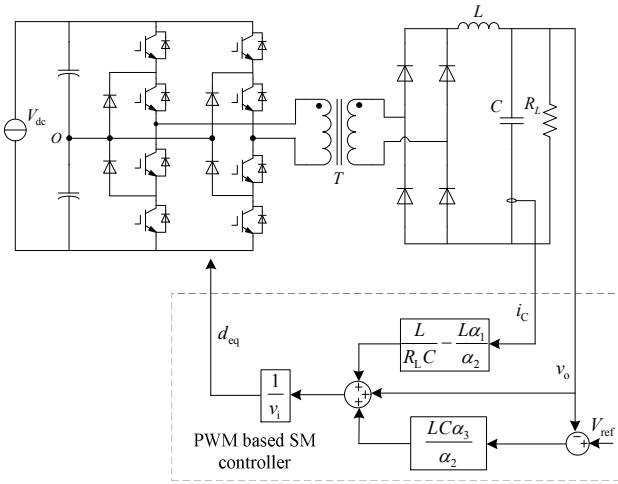 L
V_dc
O
T
C
R_L
i_C
d_eq
L/(R_L C) − Lα_1/α_2
v_o
+
+
+
1/v_i
LCα_3/α_2
−
+
V_ref
PWM based SM
controller